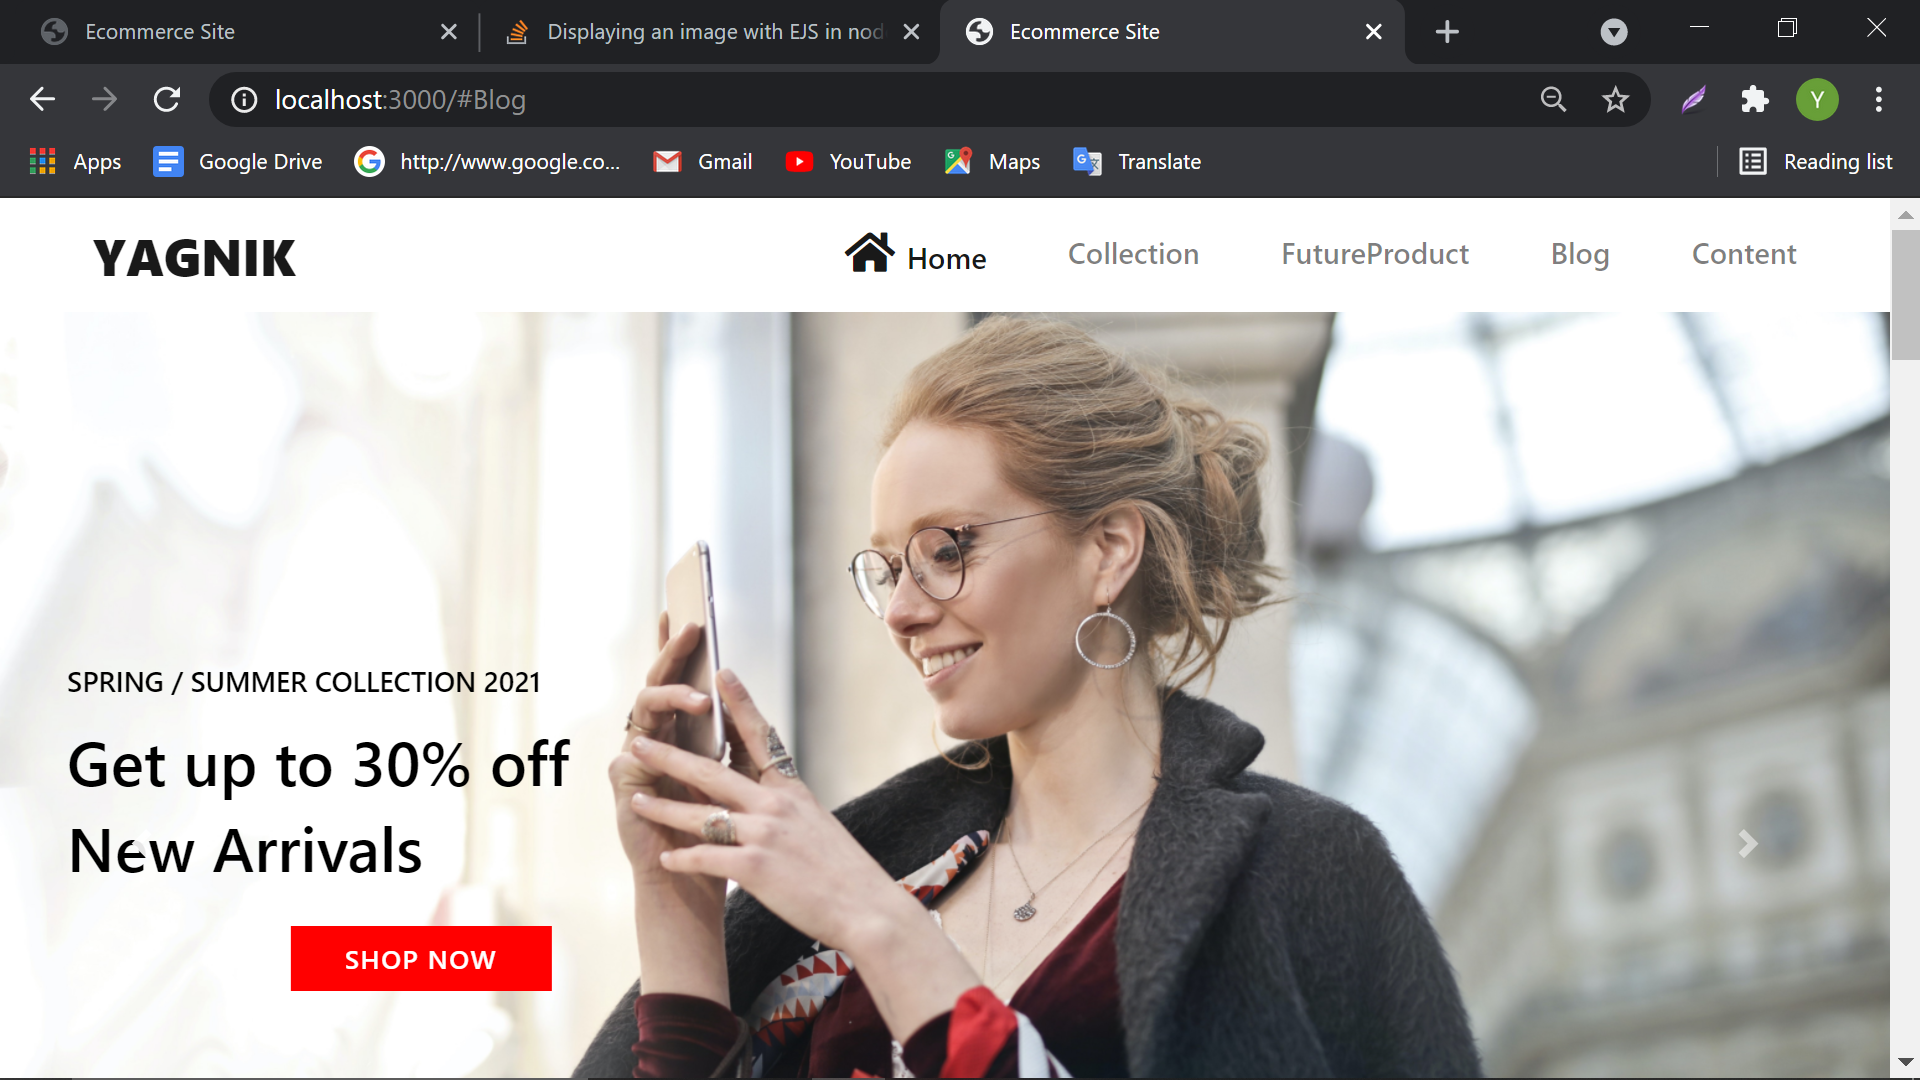 Ecommerce Site
Displaying an image with EJS in nod
Ecommerce Site
localhost:3000/#Blog
Y
Apps
Google Drive
http://www.google.co...
Gmail
YouTube
Maps
Translate
Reading list
YAGNIK
Home
Collection
FutureProduct
Blog
Content
SPRING / SUMMER COLLECTION 2021
Get up to 30% off
New Arrivals
SHOP NOW